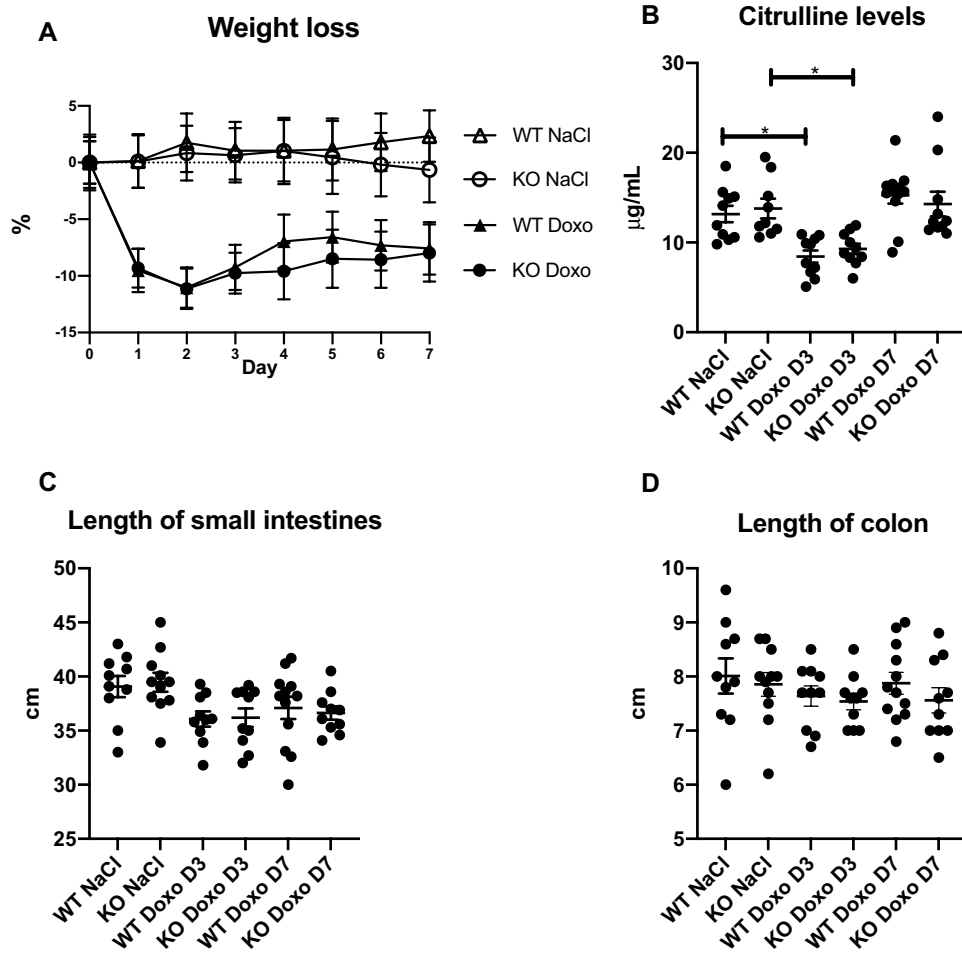 A
Weight loss
5
0
-5
-10
-15
%
0 1 2 3 4 5 6 7
Day
WT NaCl
KO NaCl
WT Doxo
KO Doxo
B
Citrulline levels
30
20
10
0
µg/mL
*
*
WT NaCl
KO NaCl
WT Doxo D3
KO Doxo D3
WT Doxo D7
KO Doxo D7
C
Length of small intestines
50
45
40
35
30
25
cm
WT NaCl
KO NaCl
WT Doxo D3
KO Doxo D3
WT Doxo D7
KO Doxo D7
D
Length of colon
10
9
8
7
6
5
cm
WT NaCl
KO NaCl
WT Doxo D3
KO Doxo D3
WT Doxo D7
KO Doxo D7